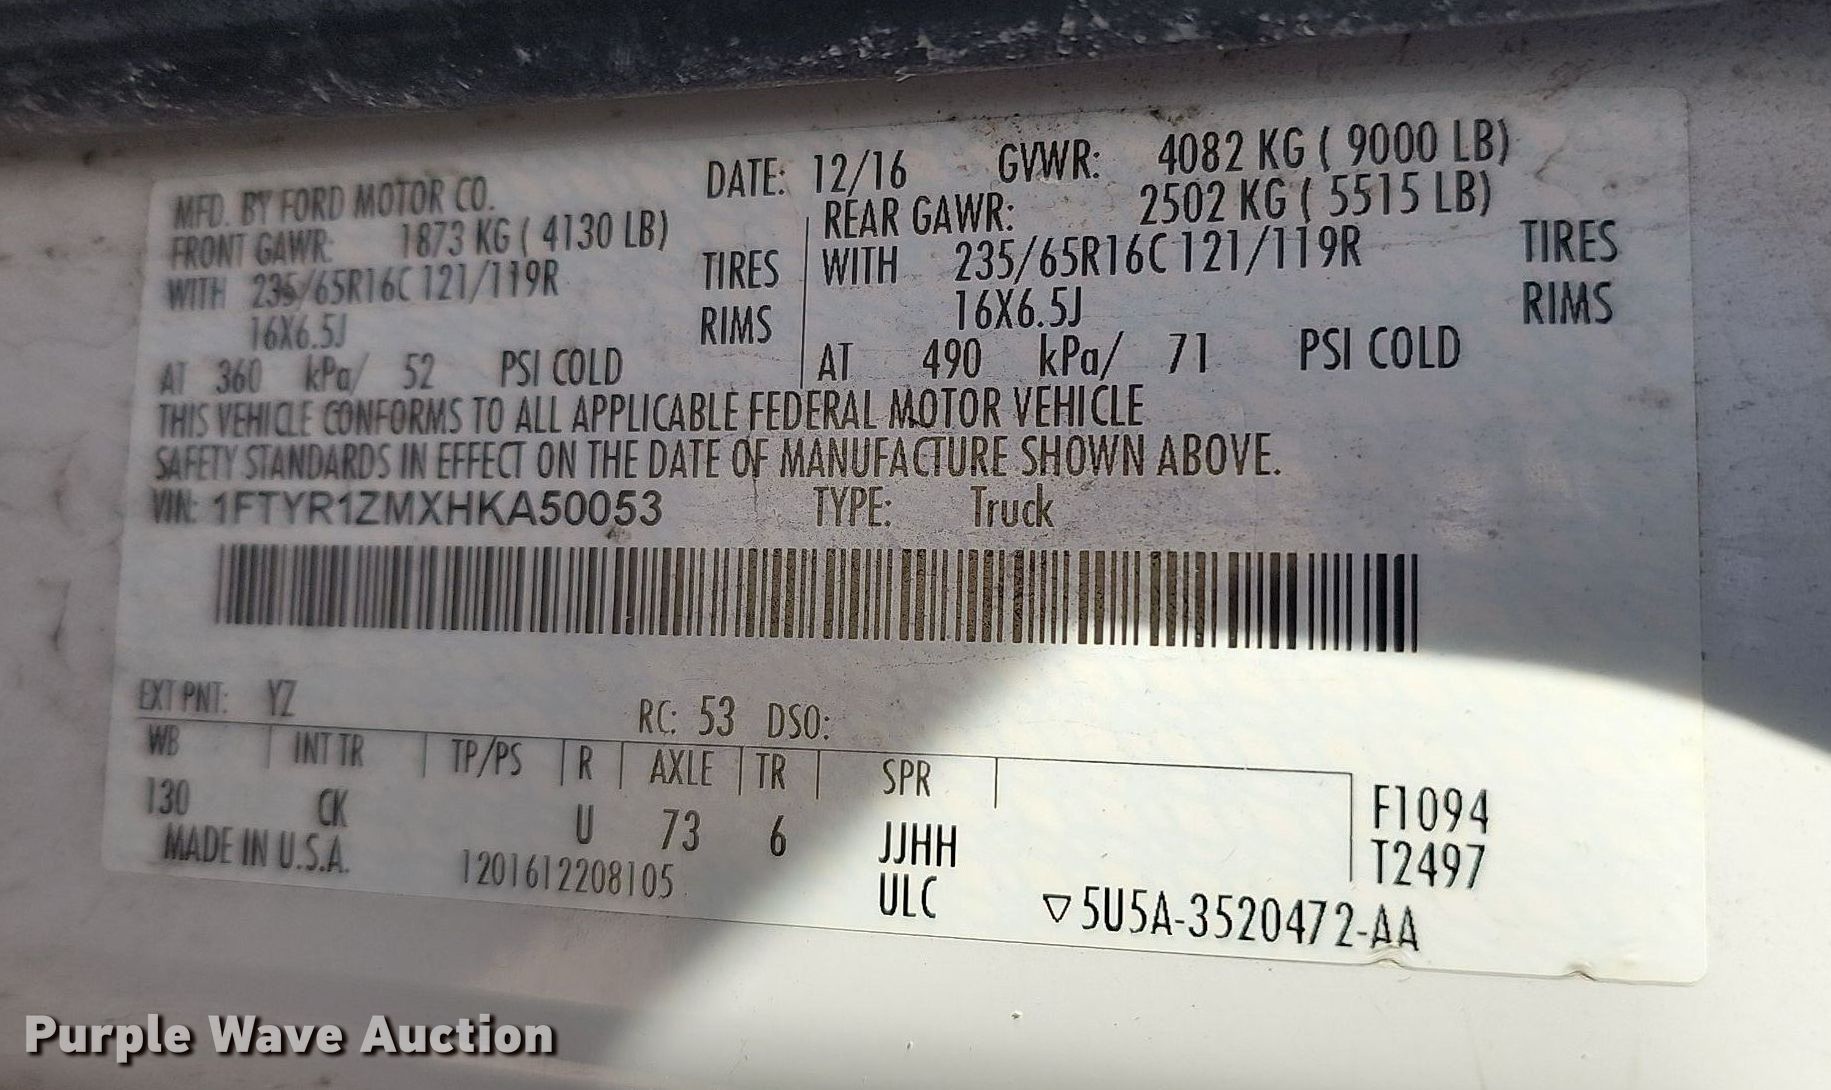 MFD. BY FORD MOTOR CO. DATE: 12/16 GVWR: 4082 KG ( 9000 LB)
FRONT GAWR: 1873 KG ( 4130 LB) REAR GAWR: 2502 KG ( 5515 LB)
WITH 235/65R16C 121/119R TIRES WITH 235/65R16C 121/119R TIRES
16X6.5J RIMS 16X6.5J RIMS
AT 360 kPa/ 52 PSI COLD AT 490 kPa/ 71 PSI COLD
THIS VEHICLE CONFORMS TO ALL APPLICABLE FEDERAL MOTOR VEHICLE
SAFETY STANDARDS IN EFFECT ON THE DATE OF MANUFACTURE SHOWN ABOVE.
VIN: 1FTYR1ZMXHKA50053 TYPE: Truck
EXT PNT: YZ RC: 53 DSO:
WB INT TR TP/PS R AXLE TR SPR
130 CK U 73 6 JJHH F1094
T2497
MADE IN U.S.A. 1201612208105 ULC ▽5U5A-3520472-AA
Purple Wave Auction